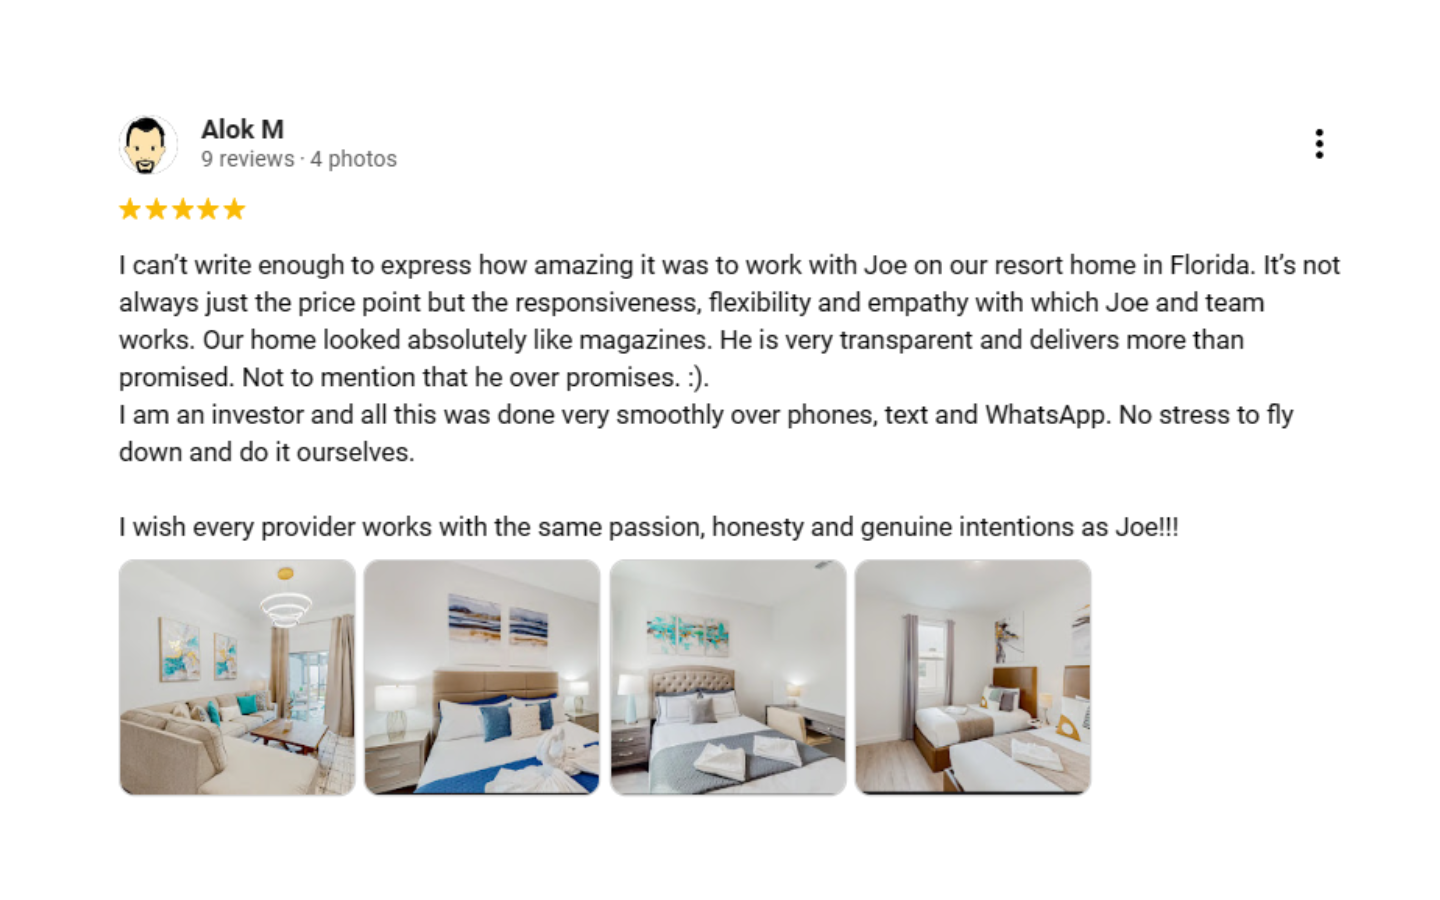 Alok M
9 reviews · 4 photos
I can’t write enough to express how amazing it was to work with Joe on our resort home in Florida. It’s not
always just the price point but the responsiveness, flexibility and empathy with which Joe and team
works. Our home looked absolutely like magazines. He is very transparent and delivers more than
promised. Not to mention that he over promises. :).
I am an investor and all this was done very smoothly over phones, text and WhatsApp. No stress to fly
down and do it ourselves.
I wish every provider works with the same passion, honesty and genuine intentions as Joe!!!